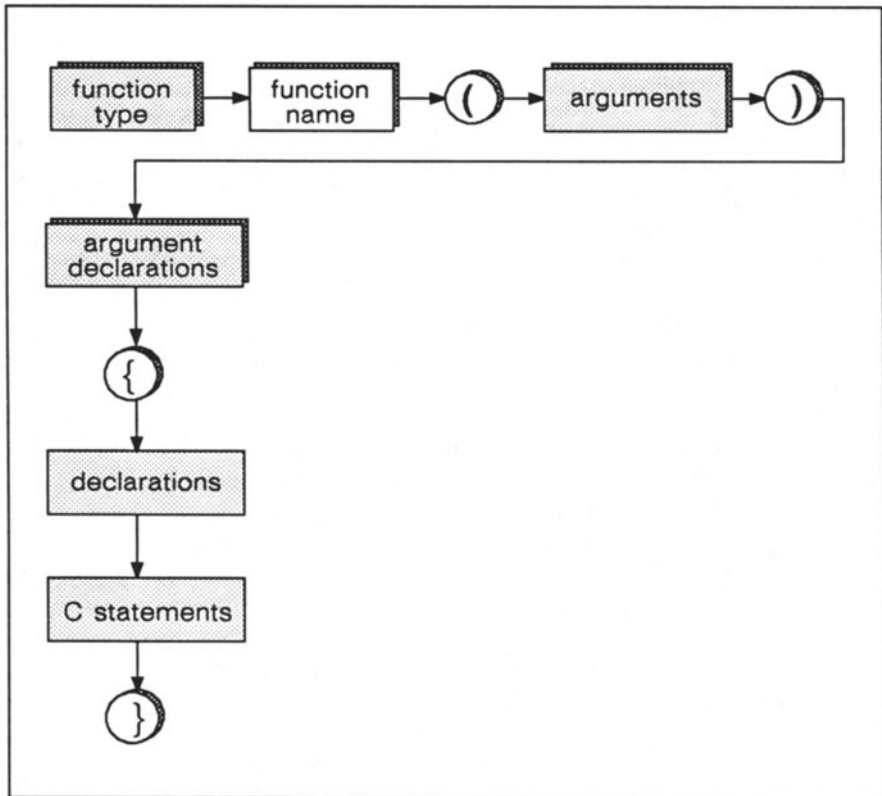 function
type
function
name
(
arguments
)
argument
declarations
{
declarations
C statements
}